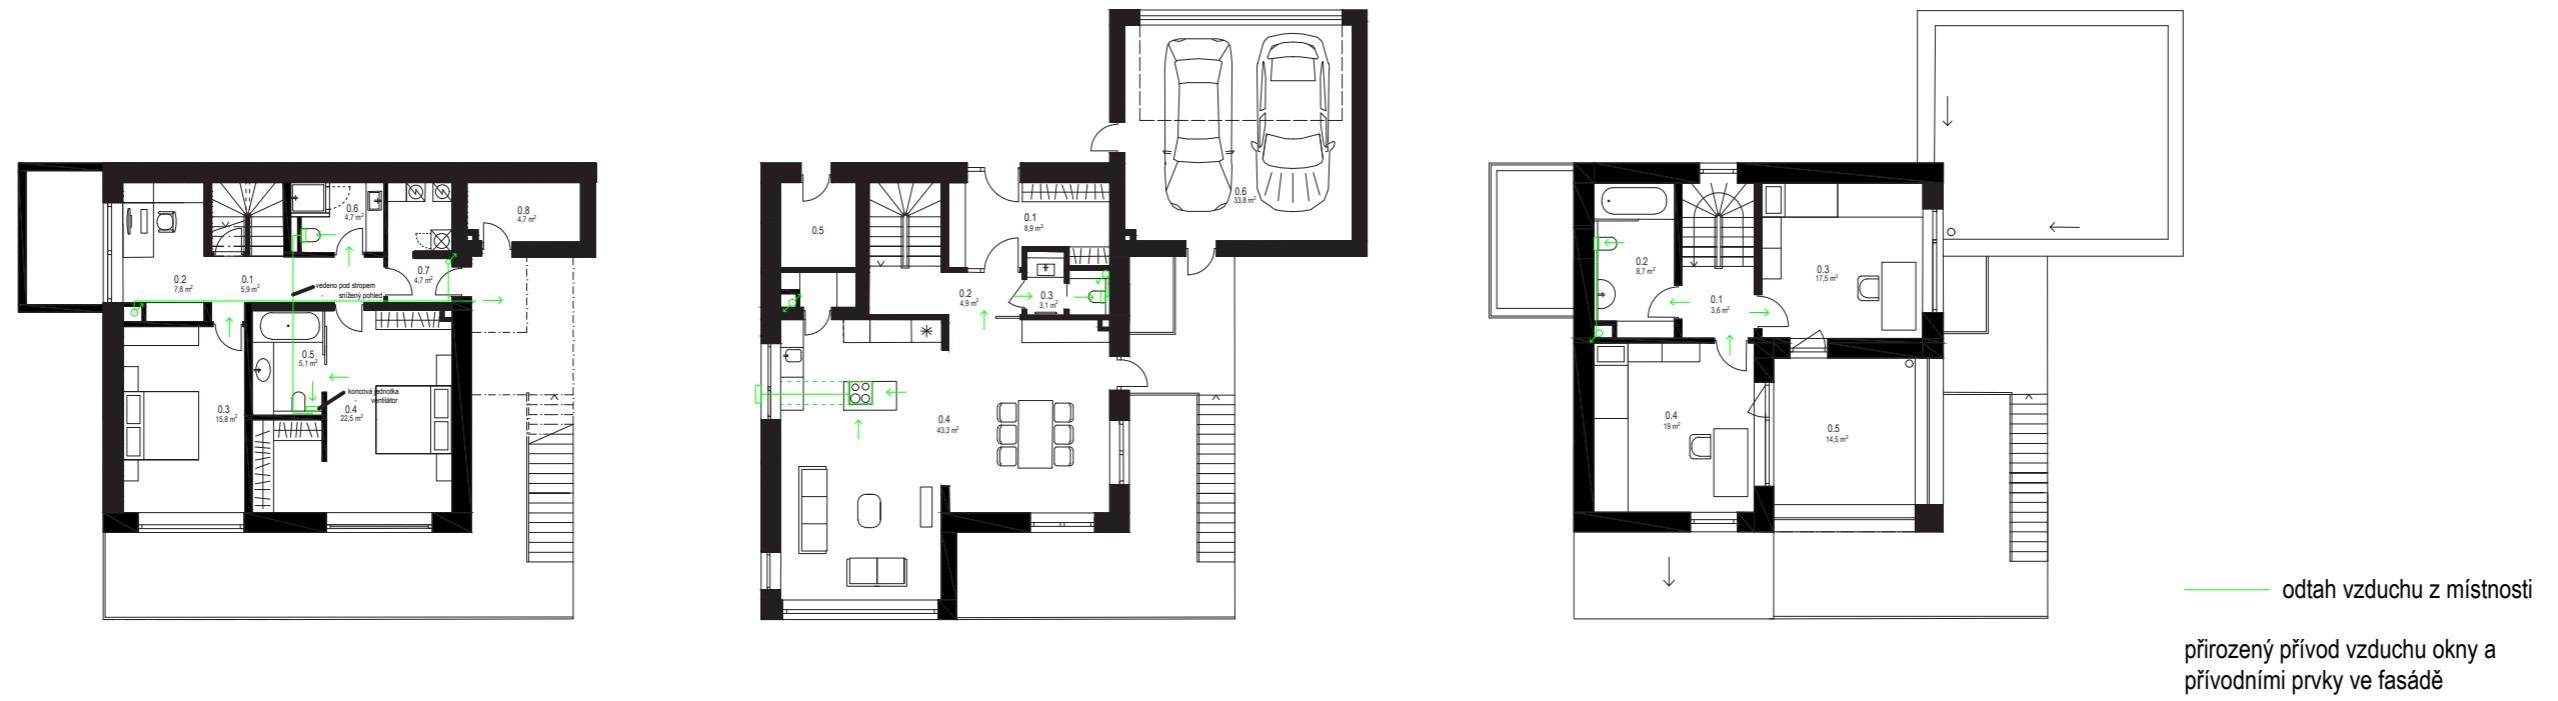 0.6
4,7 m²
0.8
4,7 m²
0.2
7,8 m²
0.1
5,9 m²
0.7
4,7 m²
vedeno pod stropem
-
snížený pohled
0.5
5,1 m²
koncová jednotka
-
ventilátor
0.3
15,8 m²
0.4
22,5 m²
0.6
33,8 m²
0.1
8,9 m²
0.5
0.2
4,9 m²
0.3
3,1 m²
0.4
43,3 m²
0.2
8,7 m²
0.3
17,5 m²
0.1
3,6 m²
0.4
19 m²
0.5
14,5 m²
odtah vzduchu z místnosti
přirozený přívod vzduchu okny a
přívodními prvky ve fasádě